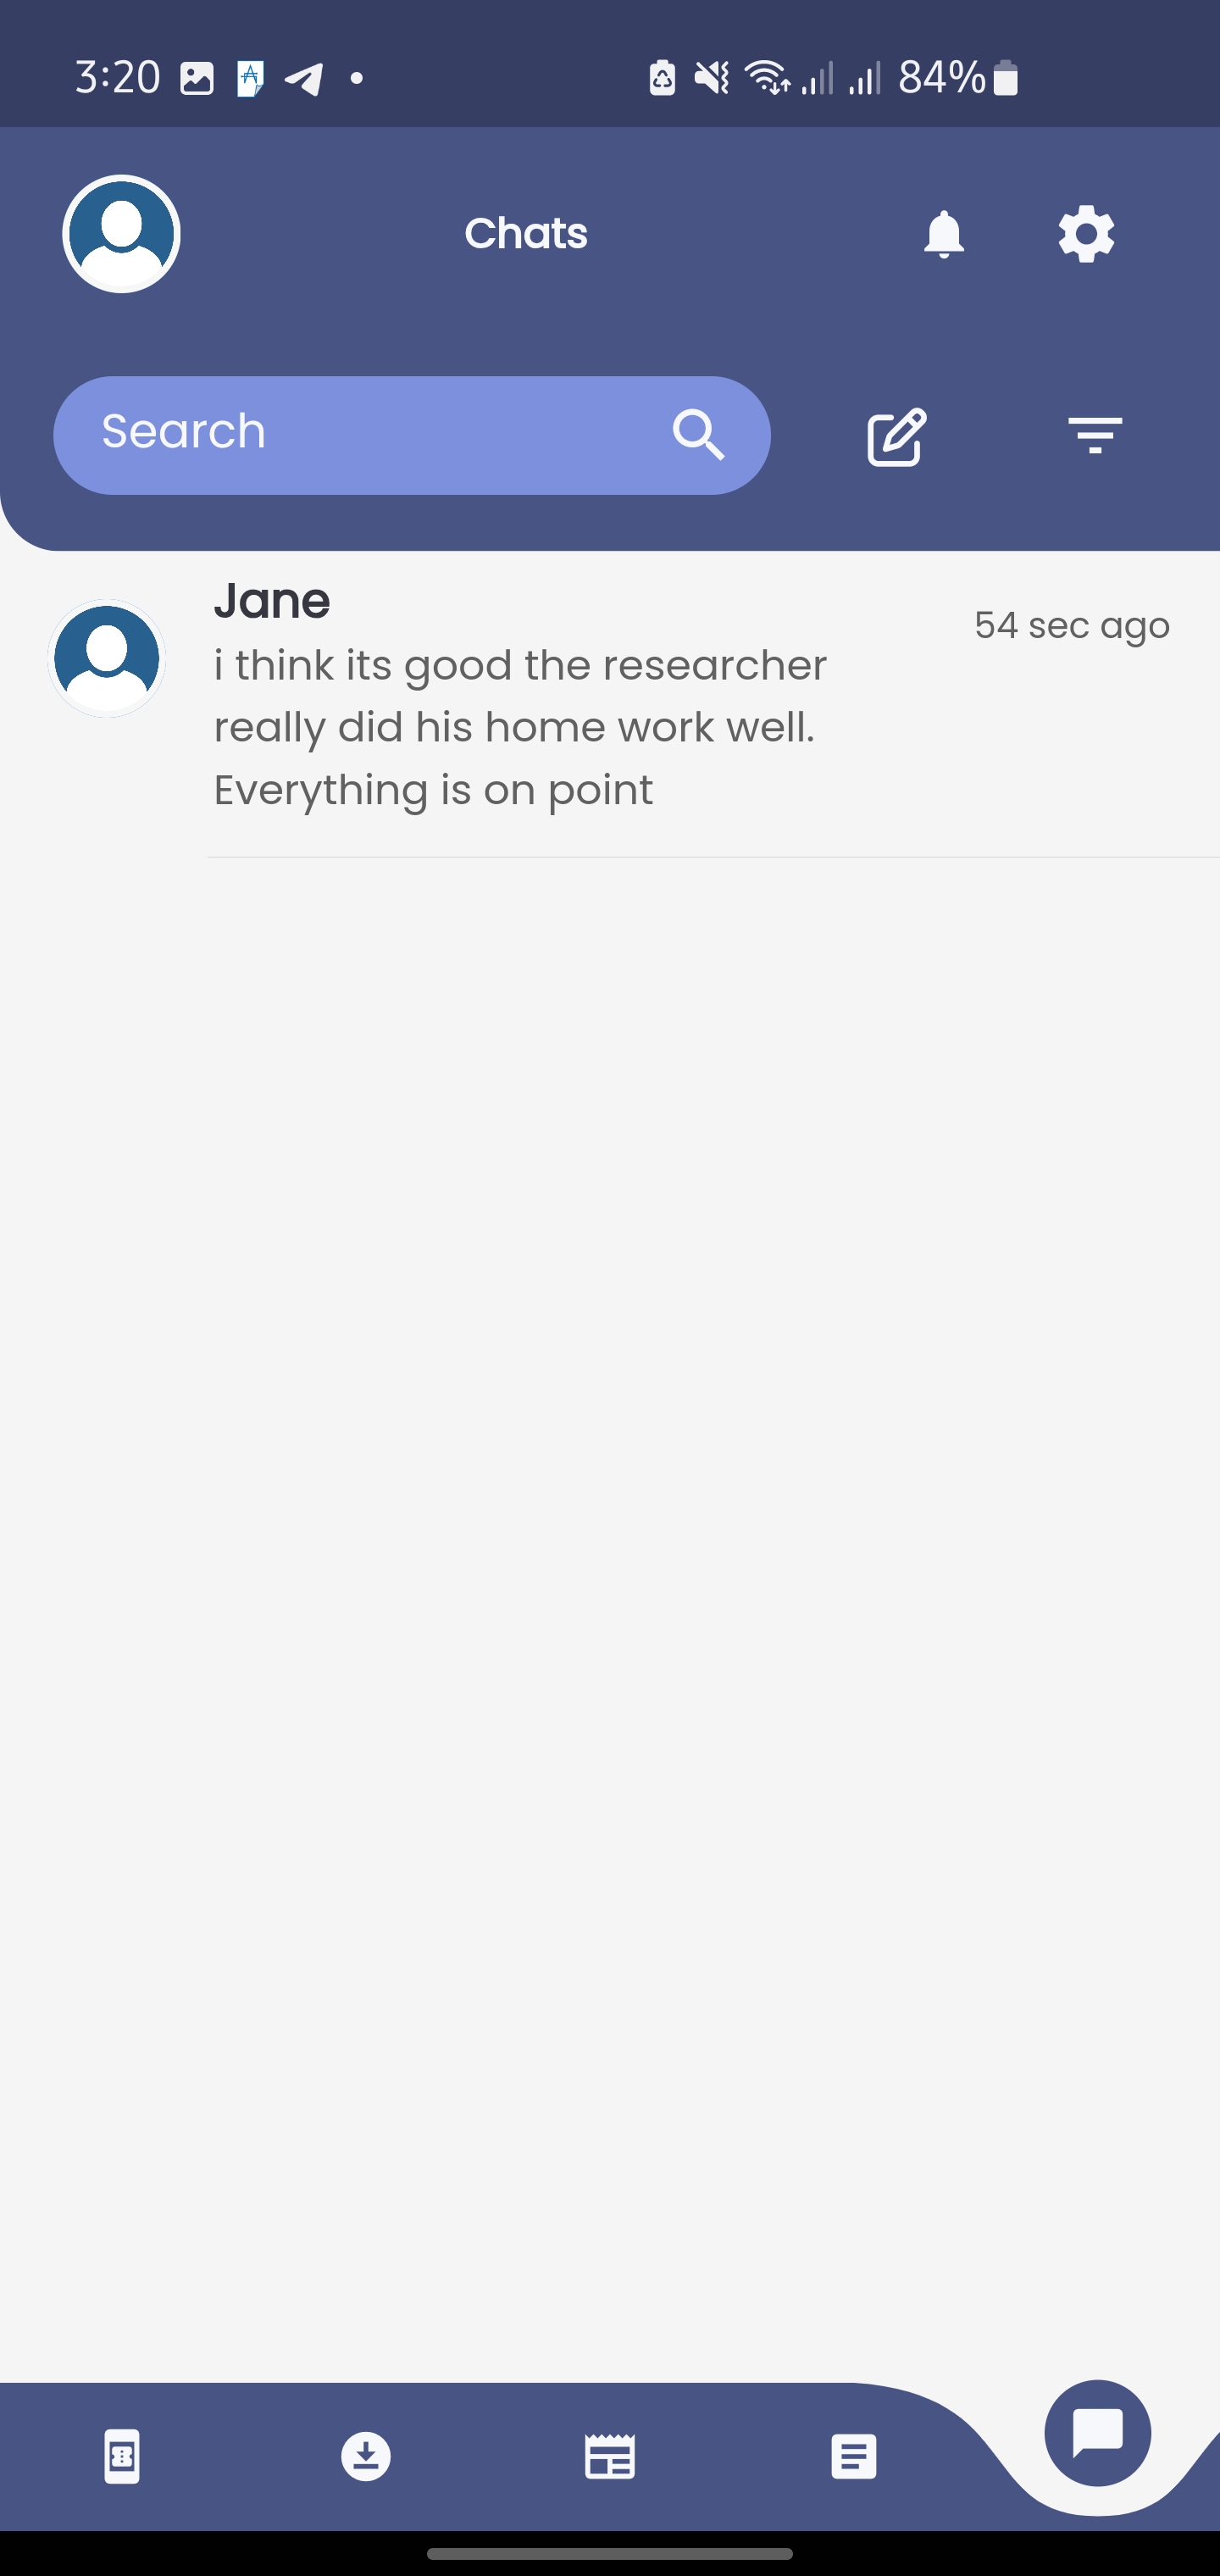 3:20
84%
Chats
Search
Jane
54 sec ago
i think its good the researcher
really did his home work well.
Everything is on point